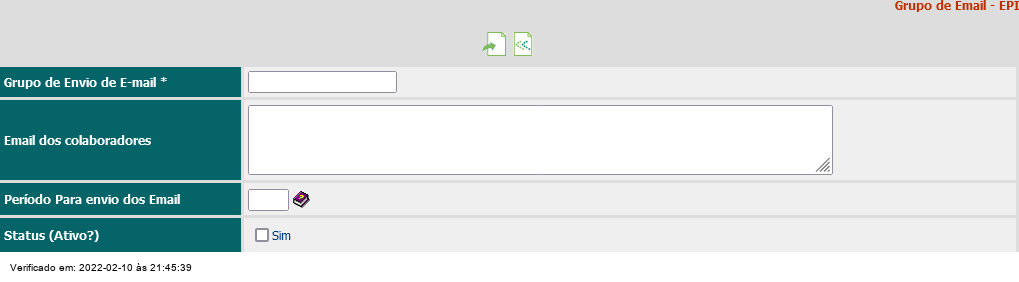 Grupo de Email - EPI
Grupo de Envio de E-mail *
Email dos colaboradores
Período Para envio dos Email
Status (Ativo?)
Sim
Verificado em: 2022-02-10 às 21:45:39